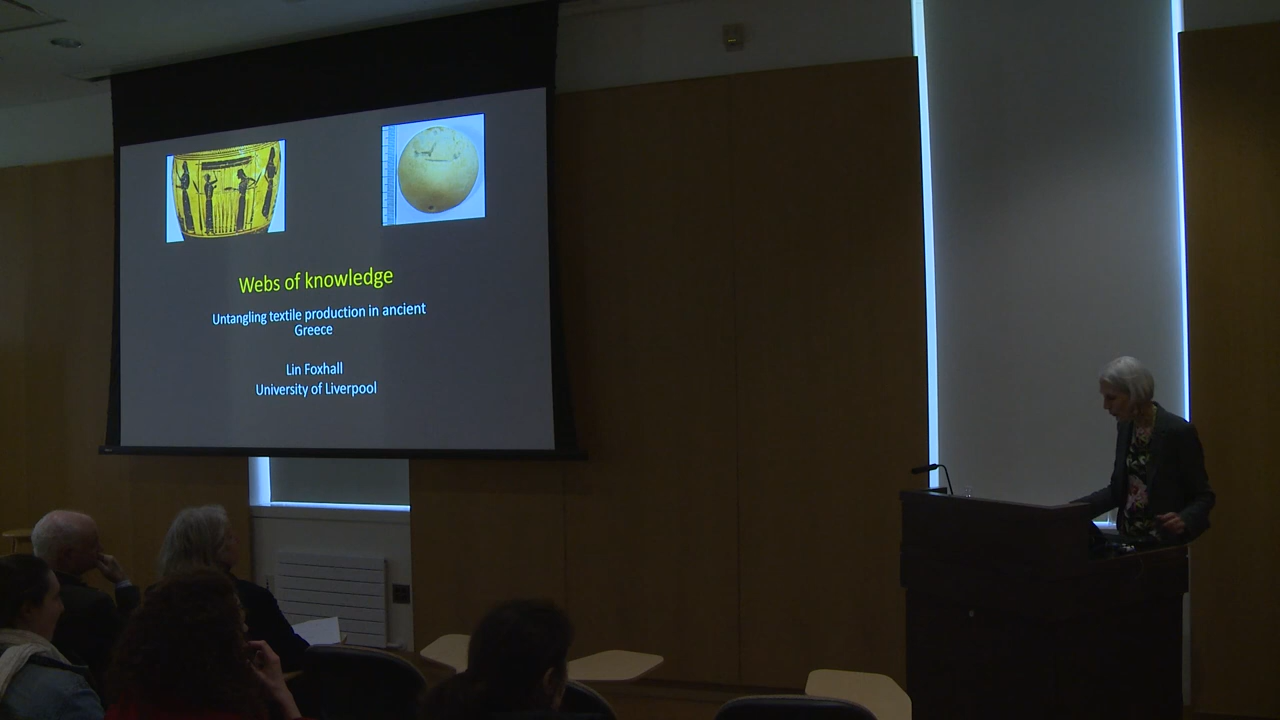 Webs of knowledge
Untangling textile production in ancient
Greece
Lin Foxhall
University of Liverpool